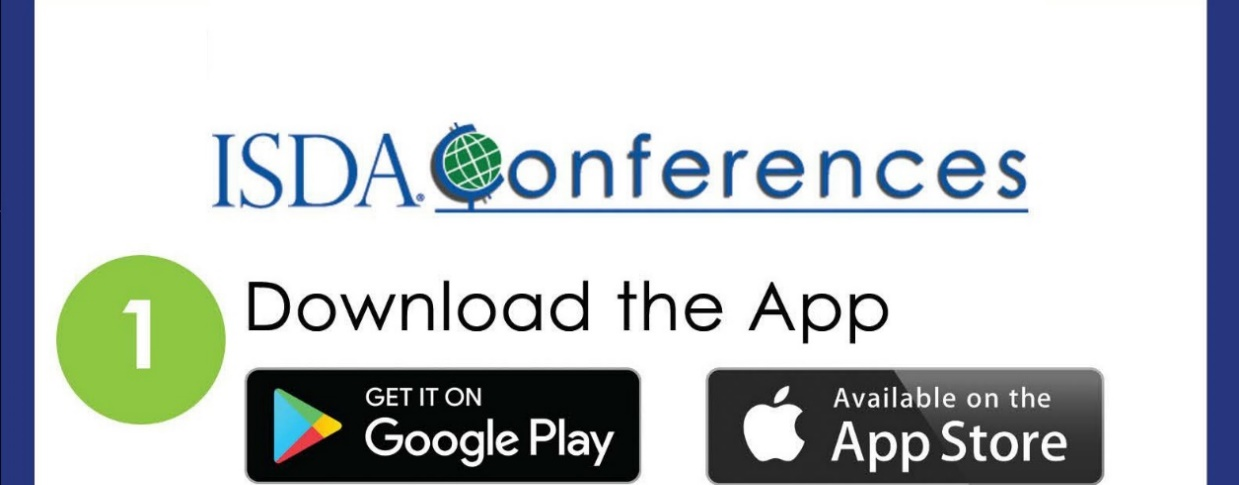 ISDA® Conferences
1
Download the App
GET IT ON
Google Play
Available on the
App Store